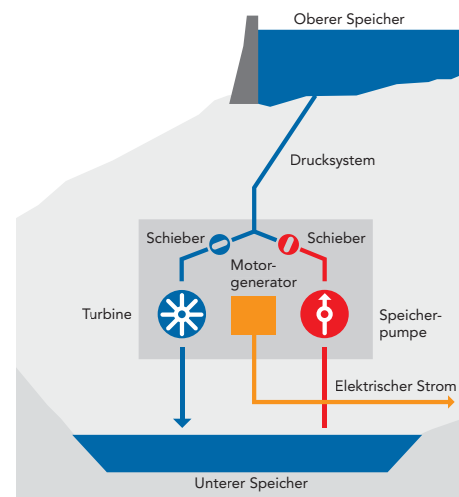 Oberer Speicher
Drucksystem
Schieber
Schieber
Motor-
generator
Turbine
Speicher-
pumpe
Elektrischer Strom
Unterer Speicher